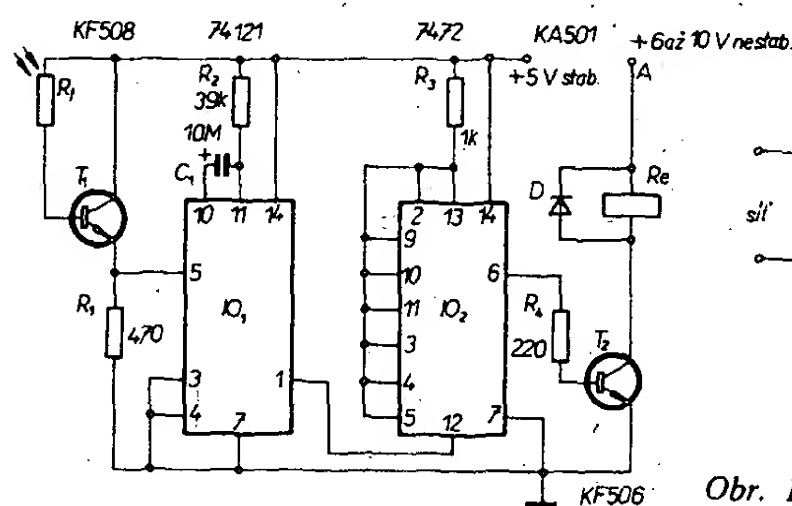 KF508 74121 7472 KA501 +6až 10 V nestab.
+5 V stab. A
R₁ R₂ 39k R₃ 1k
10M
C₁ +
T₁
10 11 14
2 13 14
D Re
síť
5
9
10
11
3
4
5
6
IO₁
IO₂
R₁ 470
R₄ 220
T₂
3
4
1
7
12
7
KF506
Obr.